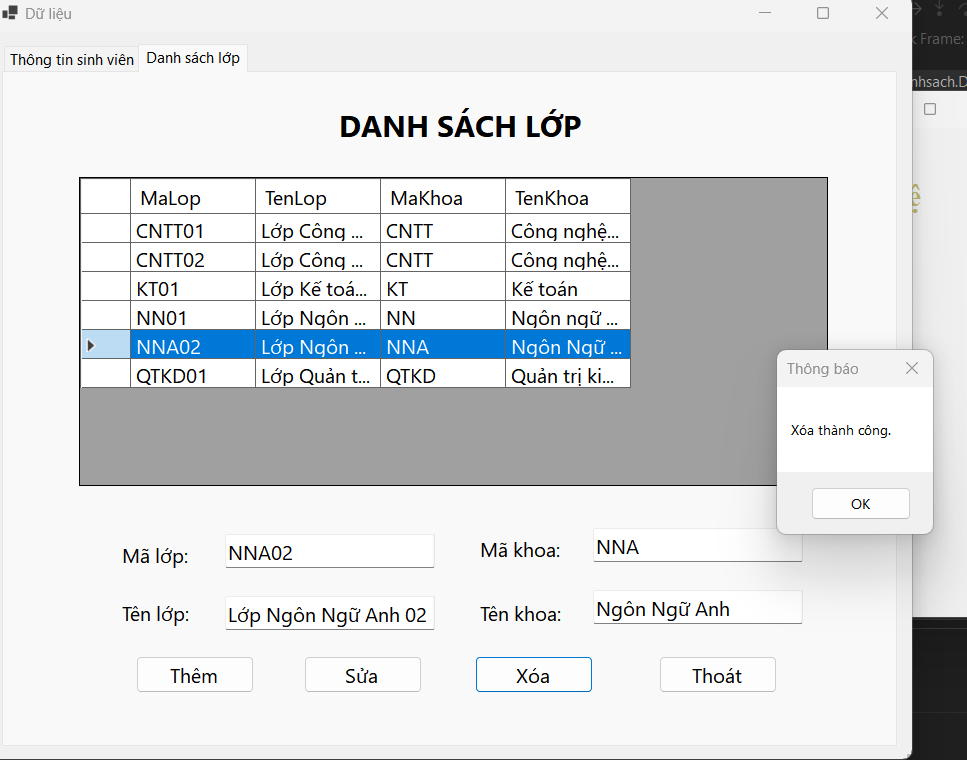 Dữ liệu
Frame:
Thông tin sinh viên Danh sách lớp
nhsach.D
DANH SÁCH LỚP
MaLop TenLop MaKhoa TenKhoa
CNTT01 Lớp Công ... CNTT Công nghệ...
CNTT02 Lớp Công ... CNTT Công nghệ...
KT01 Lớp Kế toá... KT Kế toán
NN01 Lớp Ngôn ... NN Ngôn ngữ ...
NNA02 Lớp Ngôn ... NNA Ngôn Ngữ ...
QTKD01 Lớp Quản t... QTKD Quản trị ki...
Thông báo
Xóa thành công.
OK
Mã lớp: NNA02 Mã khoa: NNA
Tên lớp: Lớp Ngôn Ngữ Anh 02 Tên khoa: Ngôn Ngữ Anh
Thêm Sửa Xóa Thoát